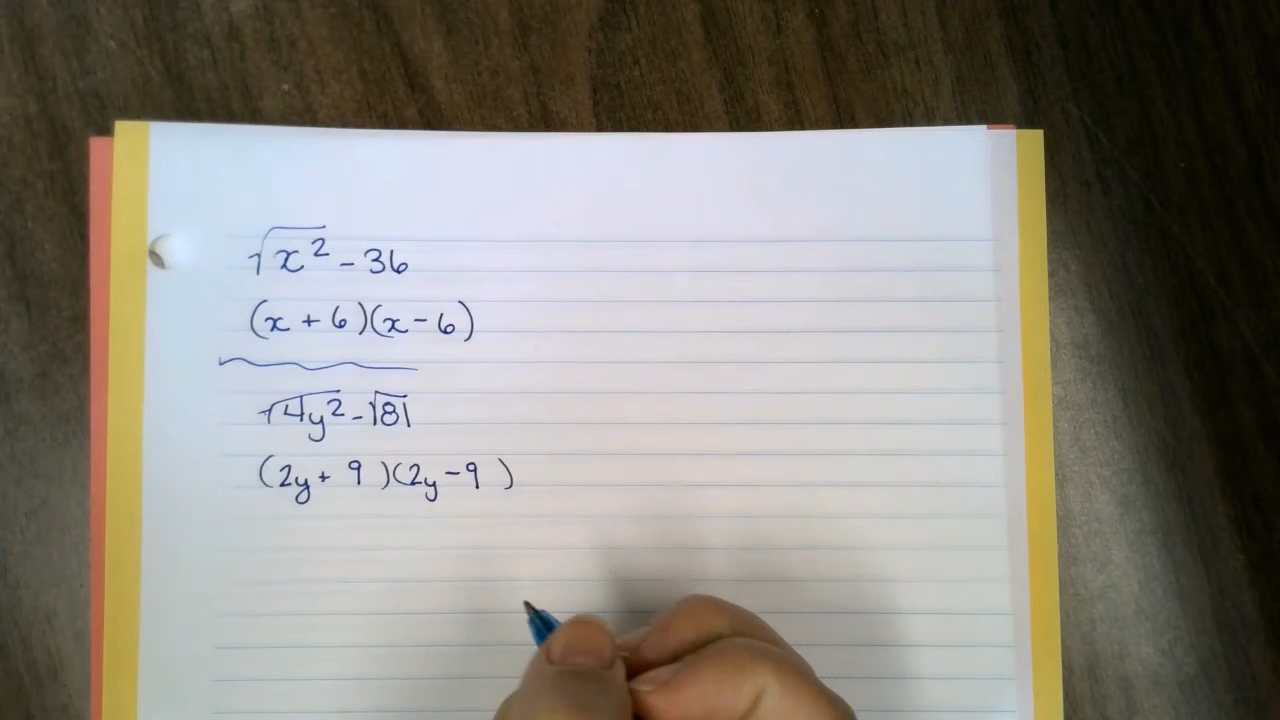 √x² - 36
(x + 6)(x - 6)
√4y² - √81
(2y + 9)(2y - 9)